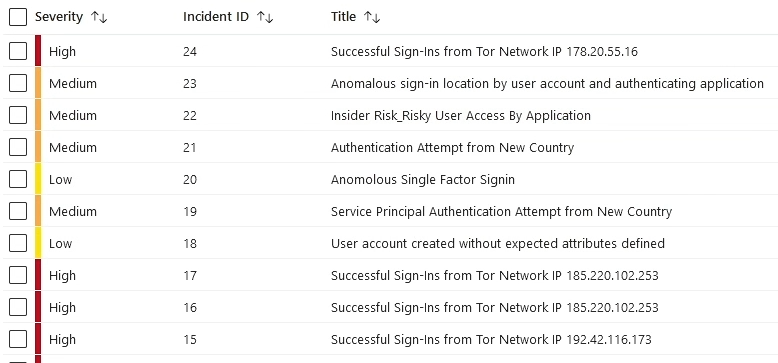 Severity Incident ID Title
High 24 Successful Sign-Ins from Tor Network IP 178.20.55.16
Medium 23 Anomalous sign-in location by user account and authenticating application
Medium 22 Insider Risk_Risky User Access By Application
Medium 21 Authentication Attempt from New Country
Low 20 Anomolous Single Factor Signin
Medium 19 Service Principal Authentication Attempt from New Country
Low 18 User account created without expected attributes defined
High 17 Successful Sign-Ins from Tor Network IP 185.220.102.253
High 16 Successful Sign-Ins from Tor Network IP 185.220.102.253
High 15 Successful Sign-Ins from Tor Network IP 192.42.116.173